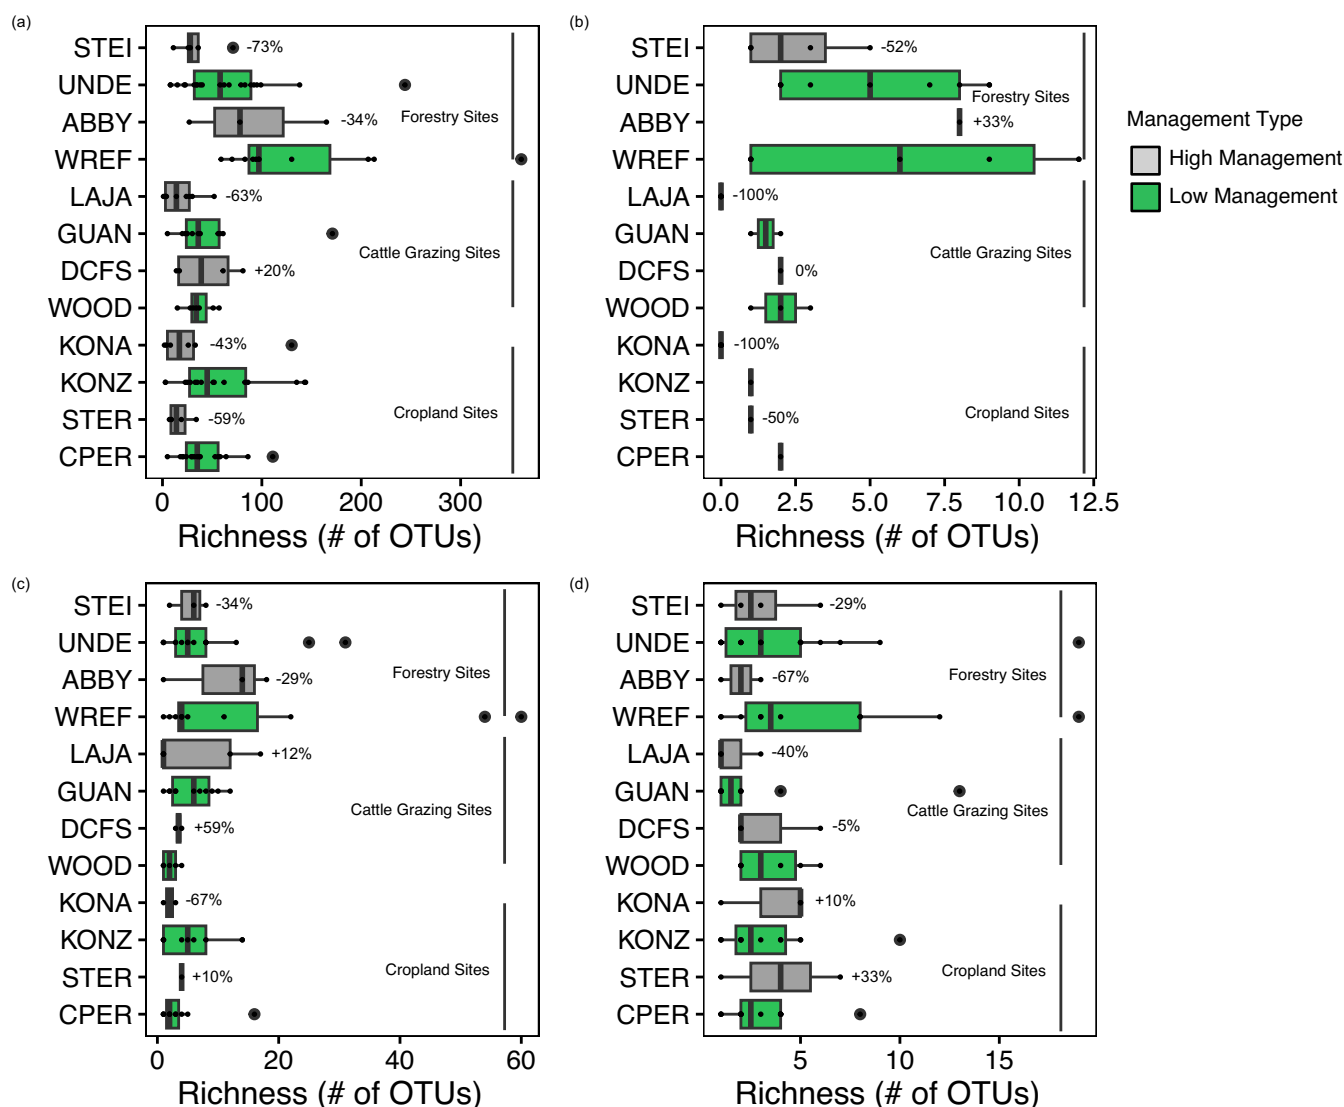 (a)
STEI -73%
UNDE
ABBY -34% Forestry Sites
WREF
LAJA -63%
GUAN
DCFS +20% Cattle Grazing Sites
WOOD
KONA -43%
KONZ
STER -59% Cropland Sites
CPER
0 100 200 300
Richness (# of OTUs)
(b)
STEI -52%
UNDE
Forestry Sites
ABBY +33%
WREF
LAJA -100%
GUAN
Cattle Grazing Sites
DCFS 0%
WOOD
KONA -100%
KONZ
STER -50% Cropland Sites
CPER
0.0 2.5 5.0 7.5 10.0 12.5
Richness (# of OTUs)
Management Type
High Management
Low Management
(c)
STEI -34%
UNDE
ABBY -29% Forestry Sites
WREF
LAJA +12%
GUAN
Cattle Grazing Sites
DCFS +59%
WOOD
KONA -67%
KONZ
STER +10% Cropland Sites
CPER
0 20 40 60
Richness (# of OTUs)
(d)
STEI -29%
UNDE
ABBY -67% Forestry Sites
WREF
LAJA -40%
GUAN
Cattle Grazing Sites
DCFS -5%
WOOD
KONA +10%
KONZ
STER +33% Cropland Sites
CPER
5 10 15
Richness (# of OTUs)